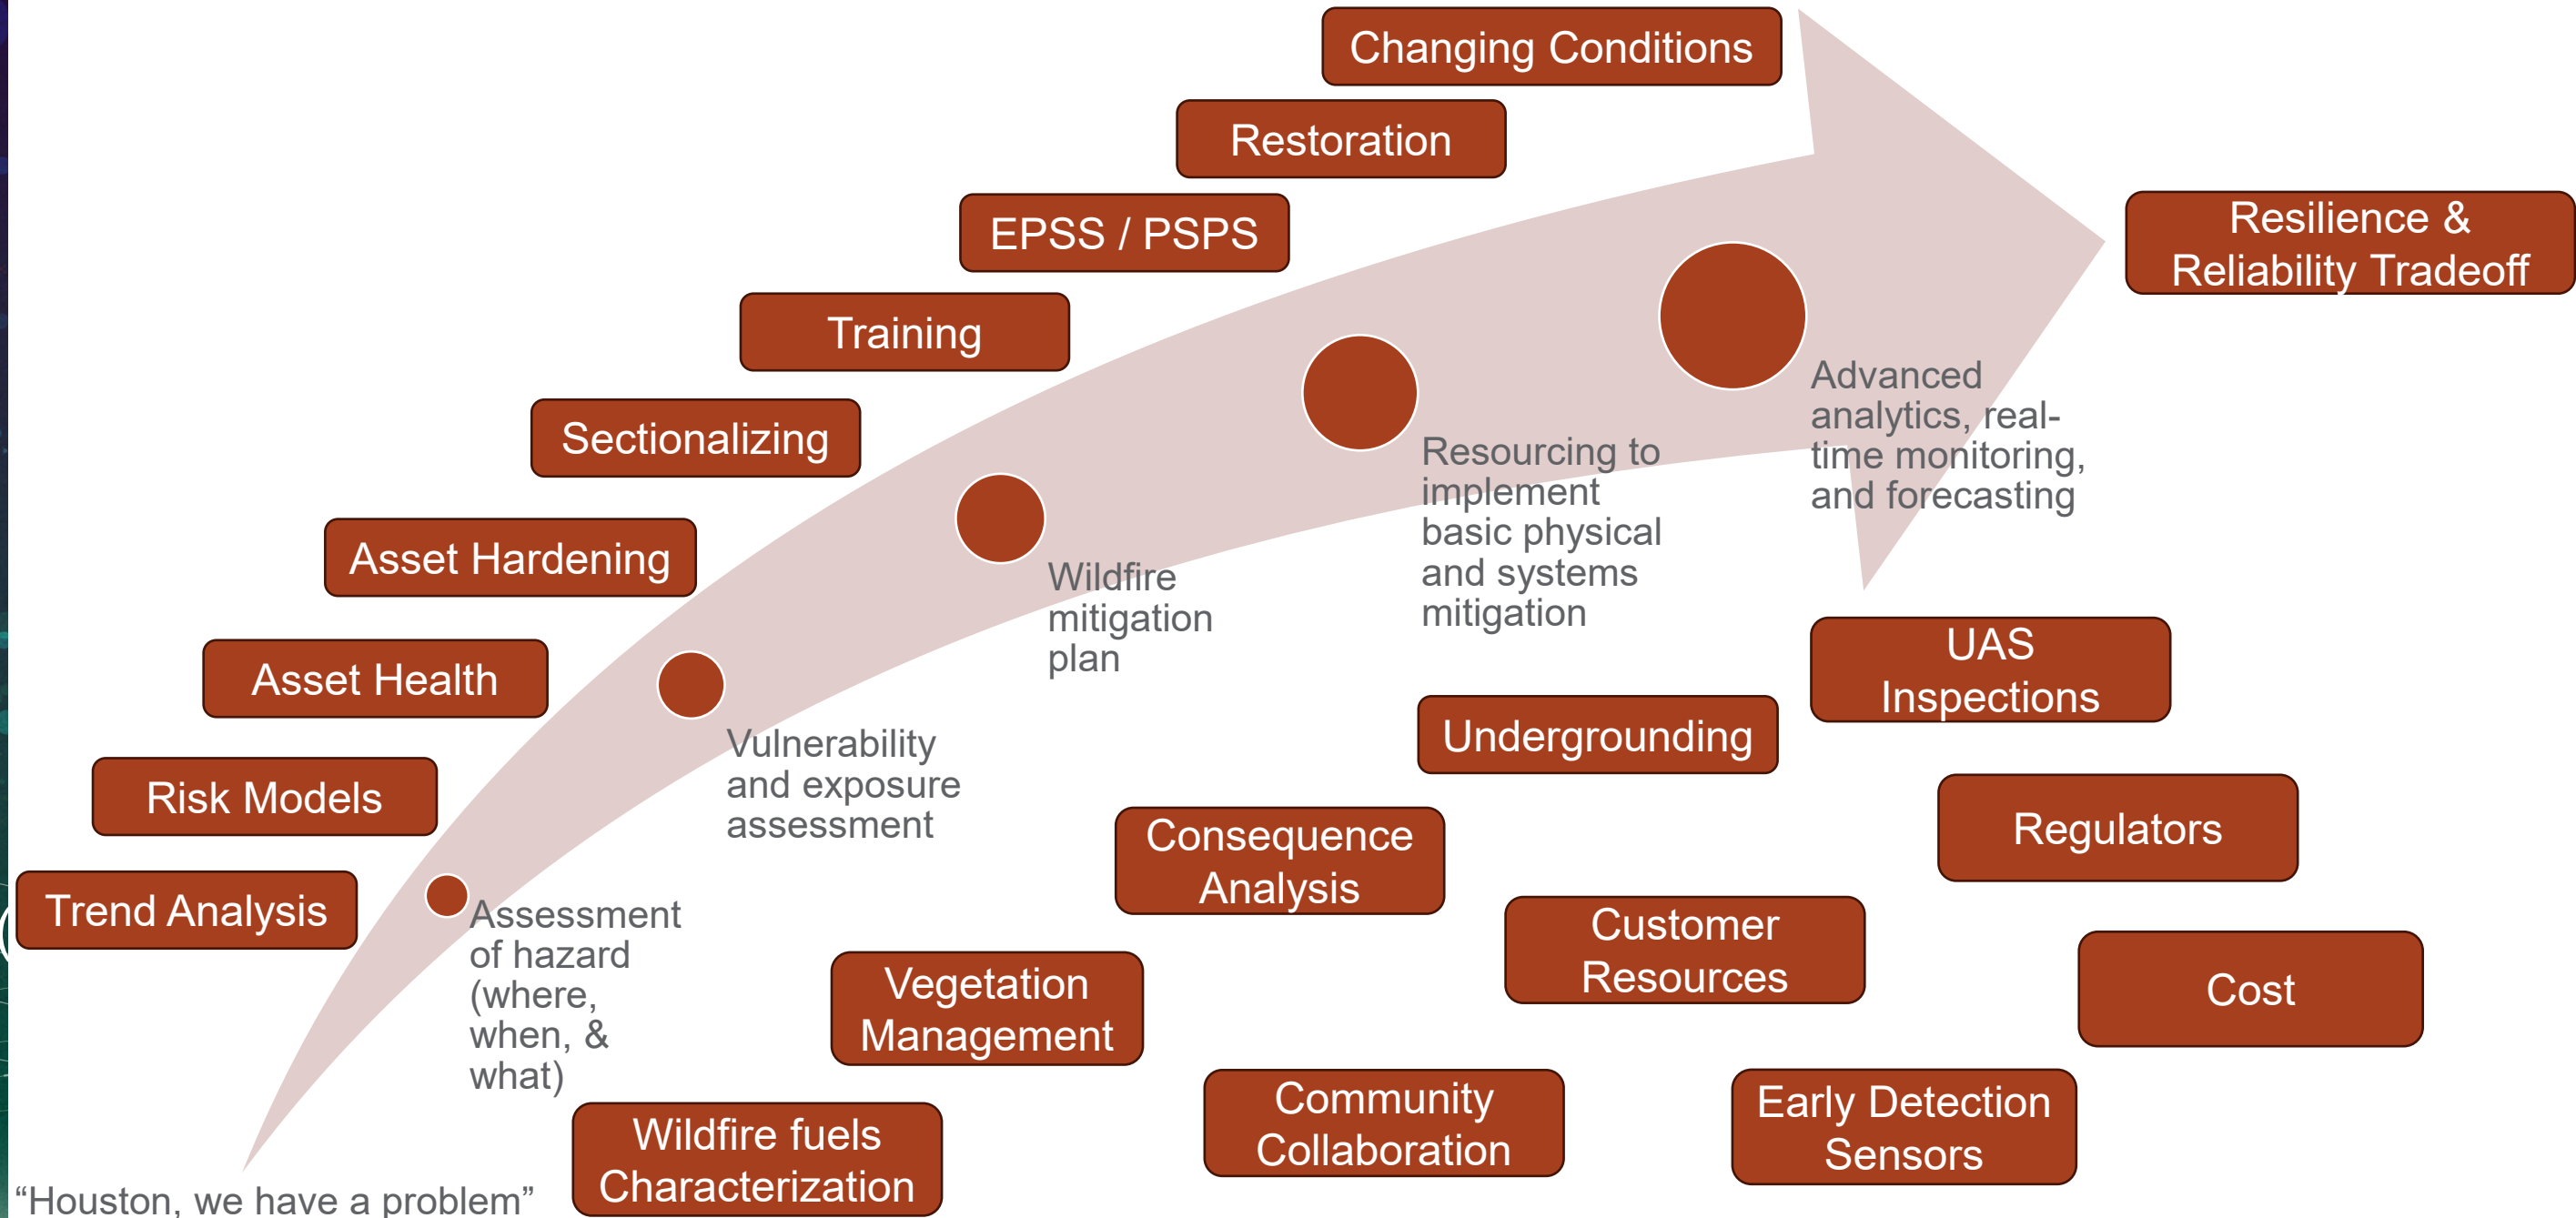 Changing Conditions
Restoration
EPSS / PSPS
Training
Sectionalizing
Asset Hardening
Asset Health
Risk Models
Trend Analysis
"Houston, we have a problem"
Assessment
of hazard
(where,
when, &
what)
Vulnerability
and exposure
assessment
Wildfire
mitigation
plan
Resourcing to
implement
basic physical
and systems
mitigation
Advanced
analytics, real-
time monitoring,
and forecasting
Resilience &
Reliability Tradeoff
UAS
Inspections
Undergrounding
Regulators
Consequence
Analysis
Customer
Resources
Cost
Vegetation
Management
Community
Collaboration
Early Detection
Sensors
Wildfire fuels
Characterization